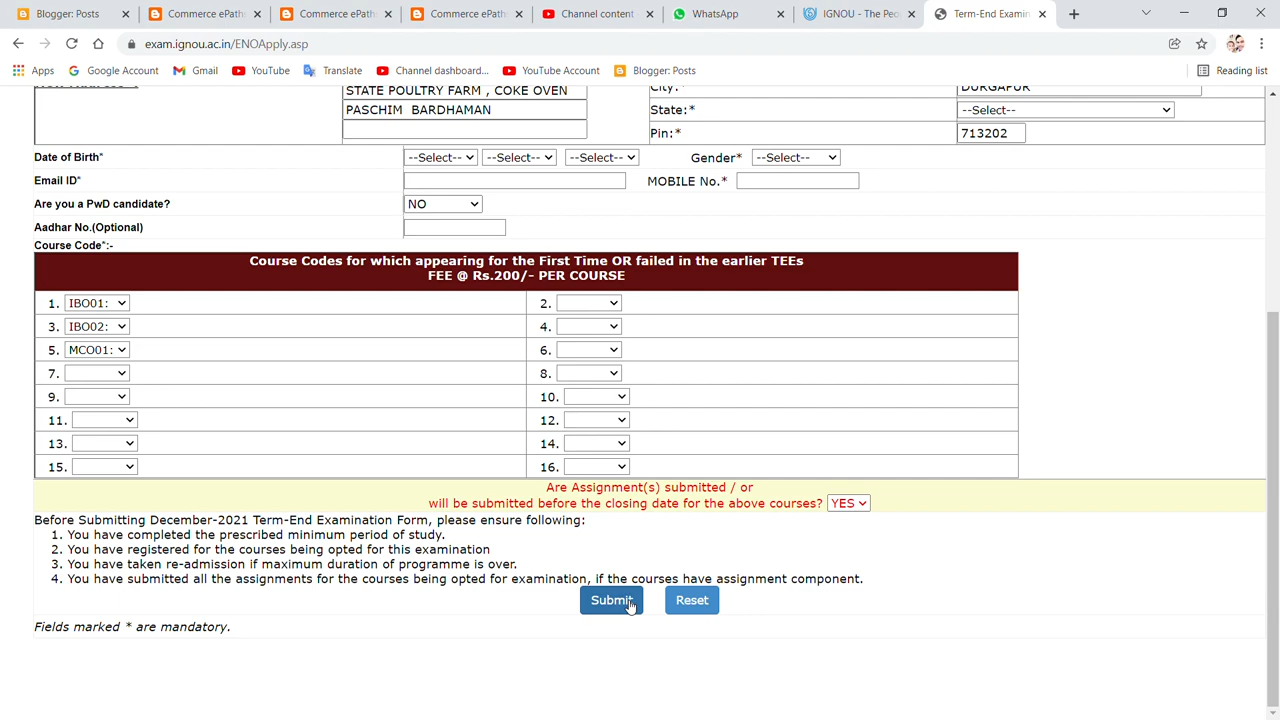 Blogger: Posts
Commerce ePath
Commerce ePath
Commerce ePath
Channel content
WhatsApp
IGNOU - The Peo
Term-End Examin
exam.ignou.ac.in/ENOApply.asp
Apps
Google Account
Gmail
YouTube
Translate
Channel dashboard...
YouTube Account
Blogger: Posts
Reading list
STATE POULTRY FARM , COKE OVEN
City:*
DURGAPUR
PASCHIM BARDHAMAN
State:*
--Select--
Pin:*
713202
Date of Birth*
--Select-- --Select-- --Select--
Gender* --Select--
Email ID*
MOBILE No.*
Are you a PwD candidate?
NO
Aadhar No.(Optional)
Course Code*:-
Course Codes for which appearing for the First Time OR failed in the earlier TEEs
FEE @ Rs.200/- PER COURSE
1. IBO01: 2.
3. IBO02: 4.
5. MCO01: 6.
7. 8.
9. 10.
11. 12.
13. 14.
15. 16.
Are Assignment(s) submitted / or
will be submitted before the closing date for the above courses? YES
Before Submitting December-2021 Term-End Examination Form, please ensure following:
1. You have completed the prescribed minimum period of study.
2. You have registered for the courses being opted for this examination
3. You have taken re-admission if maximum duration of programme is over.
4. You have submitted all the assignments for the courses being opted for examination, if the courses have assignment component.
Submit
Reset
Fields marked * are mandatory.